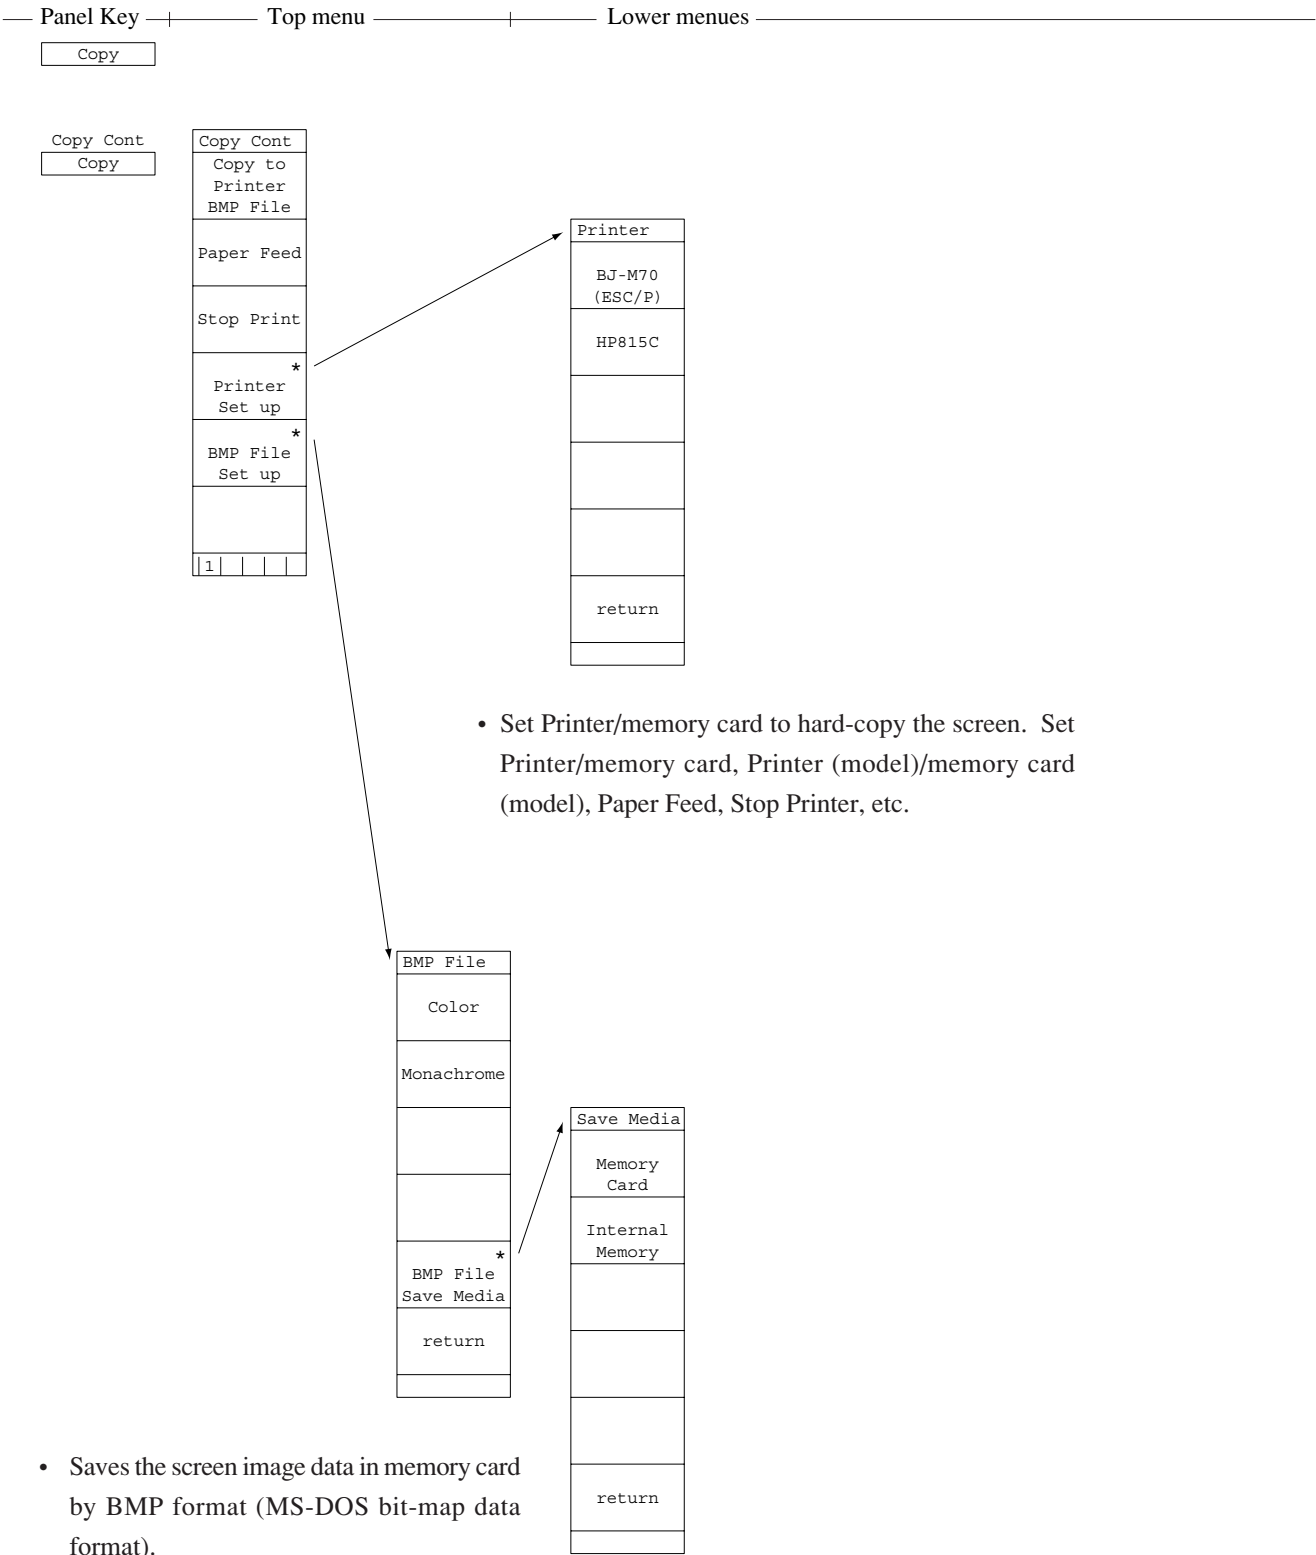 Panel Key Top menu Lower menues
Copy
Copy Cont
Copy
Copy Cont
Copy to
Printer
BMP File
Paper Feed
Stop Print
*
Printer
Set up
*
BMP File
Set up
1
Printer
BJ-M70
(ESC/P)
HP815C
return
• Set Printer/memory card to hard-copy the screen. Set
Printer/memory card, Printer (model)/memory card
(model), Paper Feed, Stop Printer, etc.
BMP File
Color
Monachrome
*
BMP File
Save Media
return
Save Media
Memory
Card
Internal
Memory
return
• Saves the screen image data in memory card
by BMP format (MS-DOS bit-map data
format).